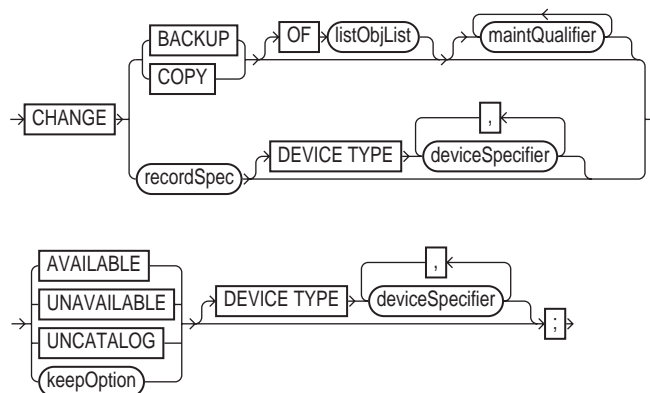 BACKUP OF listObjList maintQualifier
COPY
CHANGE ,
DEVICE TYPE deviceSpecifier
recordSpec
AVAILABLE ,
UNAVAILABLE DEVICE TYPE deviceSpecifier
UNCATALOG ;
keepOption